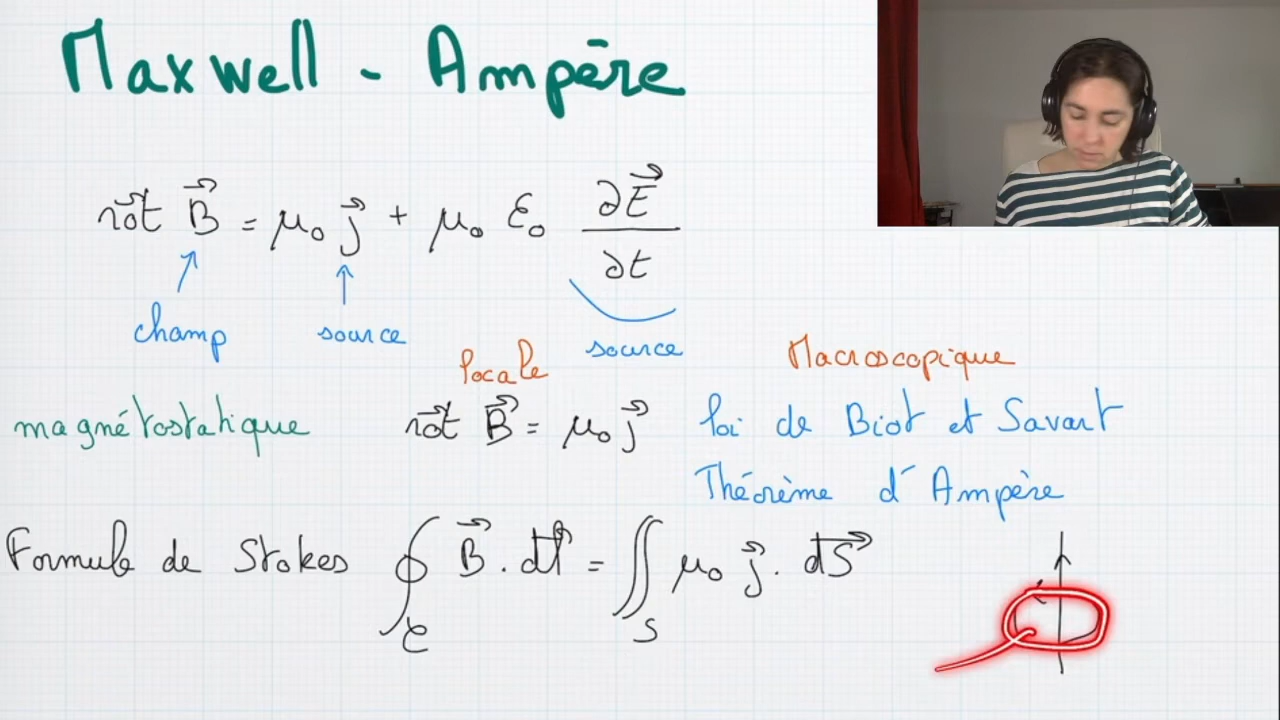 Maxwell - Ampère
rot B⃗ = μ₀ j⃗ + μ₀ ε₀ ∂E⃗/∂t
champ source source
locale Macroscopique
magnétostatique rot B⃗ = μ₀ j⃗ loi de Biot et Savart
Théorème d'Ampère
Formule de Stokes ∮_C B⃗ . dl⃗ = ∬_S μ₀ j⃗ . dS⃗